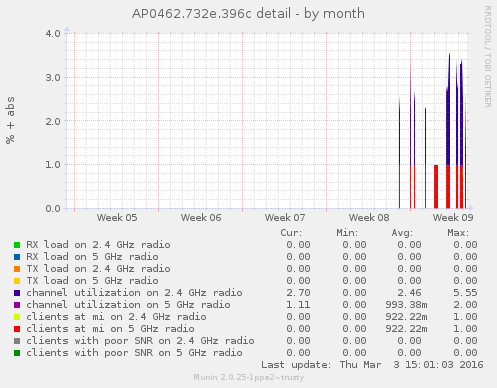 AP0462.732e.396c detail - by month
RRDTOOL / TOBI OETIKER
% + abs
4.0
3.0
2.0
1.0
0.0
Week 05 Week 06 Week 07 Week 08 Week 09
Cur: Min: Avg: Max:
RX load on 2.4 GHz radio 0.00 0.00 0.00 0.00
RX load on 5 GHz radio 0.00 0.00 0.00 0.00
TX load on 2.4 GHz radio 0.00 0.00 0.00 0.00
TX load on 5 GHz radio 0.00 0.00 0.00 0.00
channel utilization on 2.4 GHz radio 2.70 0.00 2.46 5.55
channel utilization on 5 GHz radio 1.11 0.00 993.38m 2.00
clients at mi on 2.4 GHz radio 0.00 0.00 922.22m 1.00
clients at mi on 5 GHz radio 0.00 0.00 922.22m 1.00
clients with poor SNR on 2.4 GHz radio 0.00 0.00 0.00 0.00
clients with poor SNR on 5 GHz radio 0.00 0.00 0.00 0.00
Last update: Thu Mar 3 15:01:03 2016
Munin 2.0.25-1ppa2~trusty